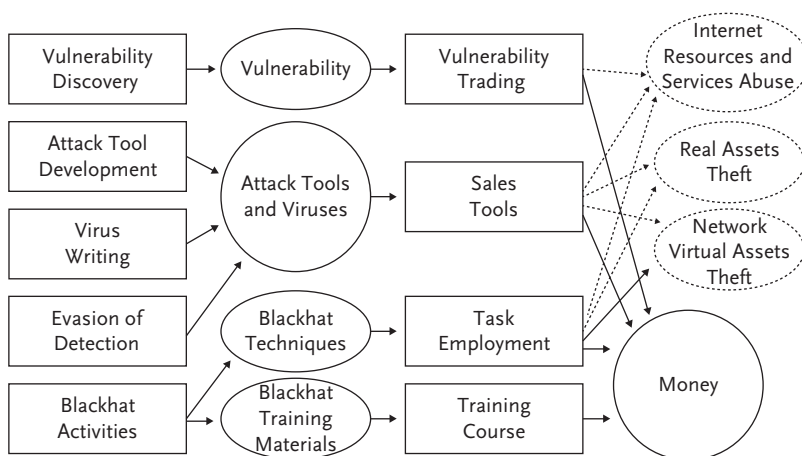 Vulnerability
Discovery
Vulnerability
Vulnerability
Trading
Internet
Resources and
Services Abuse
Attack Tool
Development
Attack Tools
and Viruses
Sales
Tools
Real Assets
Theft
Virus
Writing
Network
Virtual Assets
Theft
Evasion of
Detection
Blackhat
Techniques
Task
Employment
Money
Blackhat
Activities
Blackhat
Training
Materials
Training
Course